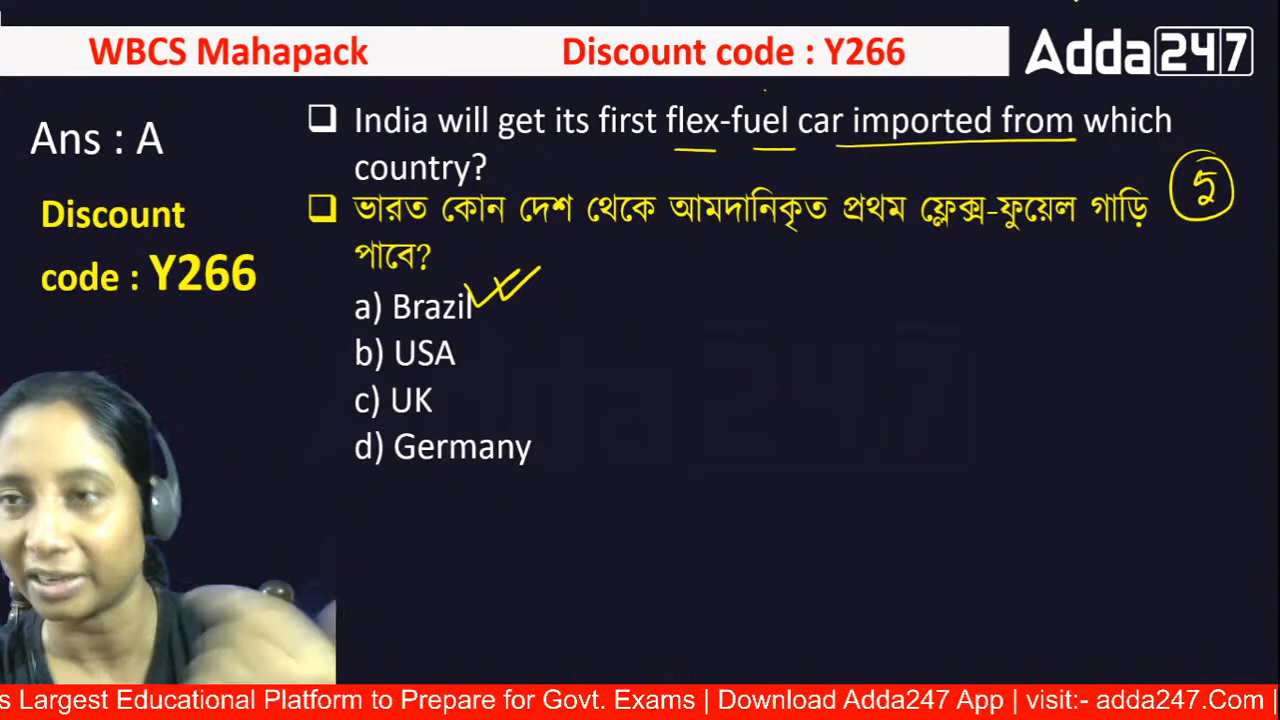 WBCS Mahapack Discount code : Y266 Adda247
Ans : A
Discount
code : Y266
India will get its first flex-fuel car imported from which
country?
ভারত কোন দেশ থেকে আমদানিকৃত প্রথম ফ্লেক্স-ফুয়েল গাড়ি
পাবে?
a) Brazil
b) USA
c) UK
d) Germany
s Largest Educational Platform to Prepare for Govt. Exams | Download Adda247 App | visit:- adda247.Com |